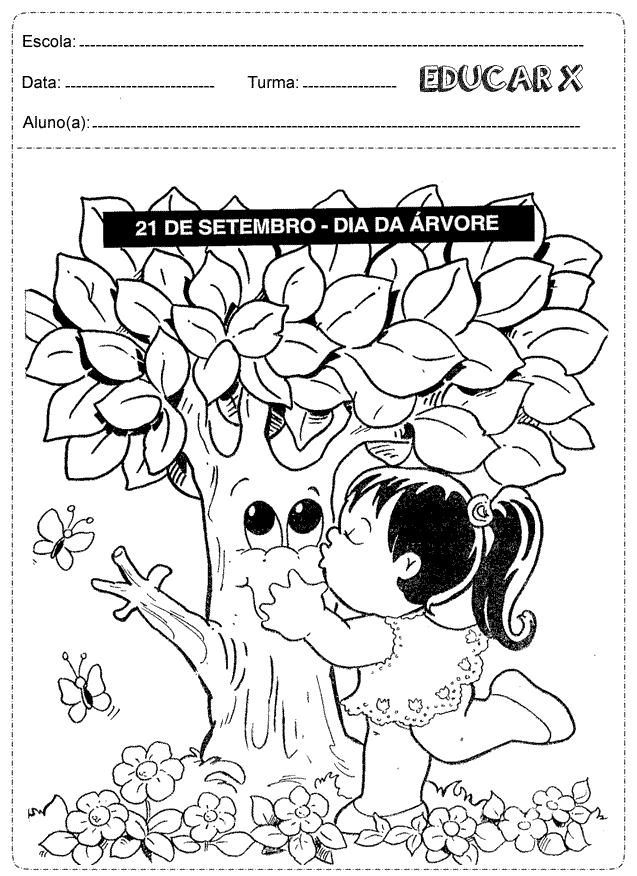 Escola:
Data: Turma: EDUCAR X
Aluno(a):
21 DE SETEMBRO - DIA DA ÁRVORE